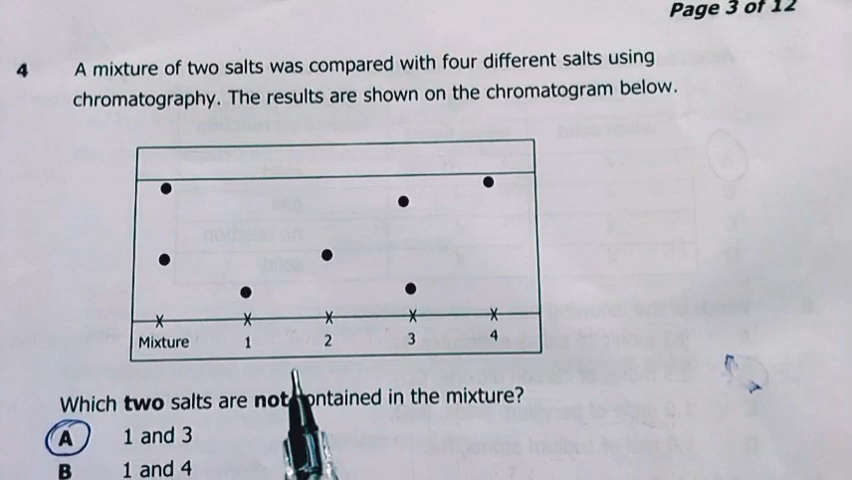 Page 3 of 12
4 A mixture of two salts was compared with four different salts using
chromatography. The results are shown on the chromatogram below.
Mixture 1 2 3 4
Which two salts are not contained in the mixture?
A 1 and 3
B 1 and 4